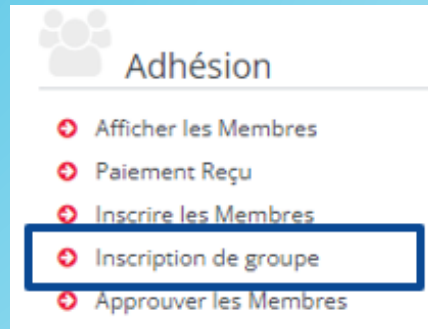 Adhésion
Afficher les Membres
Paiement Reçu
Inscrire les Membres
Inscription de groupe
Approuver les Membres